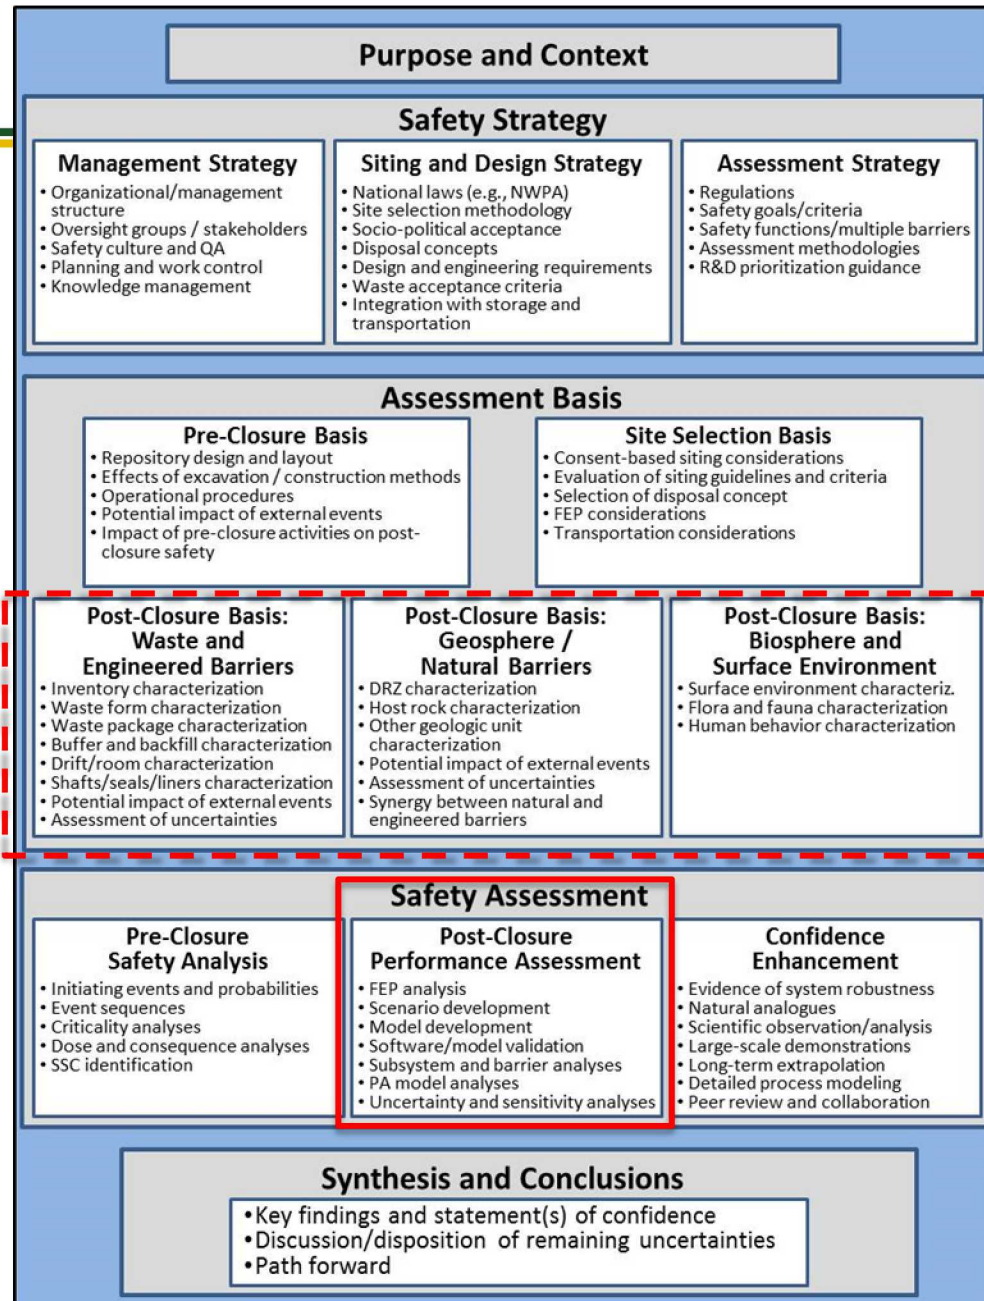 Purpose and Context
Safety Strategy
Management Strategy
• Organizational/management
structure
• Oversight groups / stakeholders
• Safety culture and QA
• Planning and work control
• Knowledge management
Siting and Design Strategy
• National laws (e.g., NWPA)
• Site selection methodology
• Socio-political acceptance
• Disposal concepts
• Design and engineering requirements
• Waste acceptance criteria
• Integration with storage and
transportation
Assessment Strategy
• Regulations
• Safety goals/criteria
• Safety functions/multiple barriers
• Assessment methodologies
• R&D prioritization guidance
Assessment Basis
Pre-Closure Basis
• Repository design and layout
• Effects of excavation / construction methods
• Operational procedures
• Potential impact of external events
• Impact of pre-closure activities on post-
closure safety
Site Selection Basis
• Consent-based siting considerations
• Evaluation of siting guidelines and criteria
• Selection of disposal concept
• FEP considerations
• Transportation considerations
Post-Closure Basis:
Waste and
Engineered Barriers
• Inventory characterization
• Waste form characterization
• Waste package characterization
• Buffer and backfill characterization
• Drift/room characterization
• Shafts/seals/liners characterization
• Potential impact of external events
• Assessment of uncertainties
Post-Closure Basis:
Geosphere /
Natural Barriers
• DRZ characterization
• Host rock characterization
• Other geologic unit
characterization
• Potential impact of external events
• Assessment of uncertainties
• Synergy between natural and
engineered barriers
Post-Closure Basis:
Biosphere and
Surface Environment
• Surface environment characteriz.
• Flora and fauna characterization
• Human behavior characterization
Safety Assessment
Pre-Closure
Safety Analysis
• Initiating events and probabilities
• Event sequences
• Criticality analyses
• Dose and consequence analyses
• SSC identification
Post-Closure
Performance Assessment
• FEP analysis
• Scenario development
• Model development
• Software/model validation
• Subsystem and barrier analyses
• PA model analyses
• Uncertainty and sensitivity analyses
Confidence
Enhancement
• Evidence of system robustness
• Natural analogues
• Scientific observation/analysis
• Large-scale demonstrations
• Long-term extrapolation
• Detailed process modeling
• Peer review and collaboration
Synthesis and Conclusions
•Key findings and statement(s) of confidence
•Discussion/disposition of remaining uncertainties
•Path forward